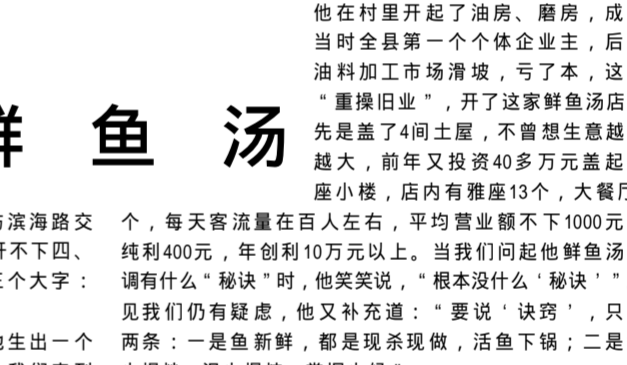 鲜 鱼 汤
他在村里开起了油房、磨房，成
当时全县第一个个体企业主，后
油料加工市场滑坡，亏了本，这
“重操旧业”，开了这家鲜鱼汤店
先是盖了4间土屋，不曾想生意越
越大，前年又投资40多万元盖起
座小楼，店内有雅座13个，大餐厅
滨海路交
不下四、
个大字：
生出一个
个，每天客流量在百人左右，平均营业额不下1000元
纯利400元，年创利10万元以上。当我们问起他鲜鱼汤
调有什么“秘诀”时，他笑笑说，“根本没什么‘秘诀’”
见我们仍有疑虑，他又补充道：“要说‘诀窍’，只
两条：一是鱼新鲜，都是现杀现做，活鱼下锅；二是